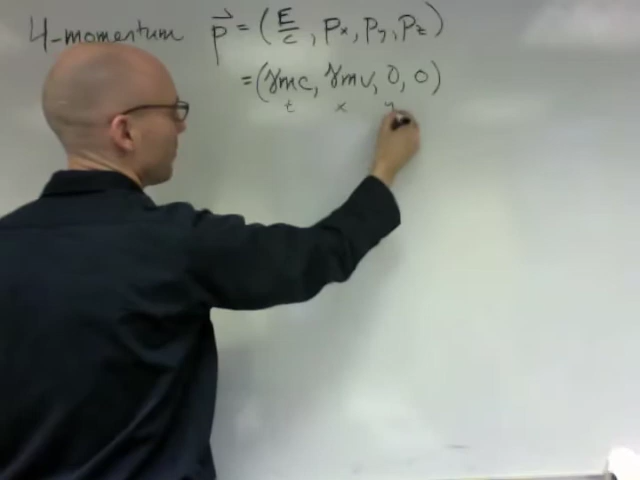 4-momentum p⃗ = (E/c, px, py, pz)
= (γmc, γmv, 0, 0)
t x y